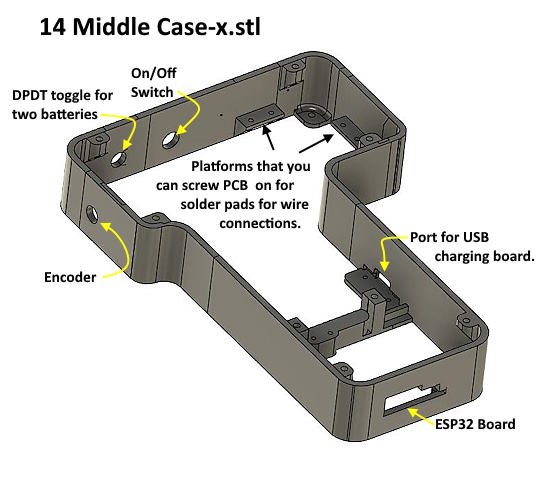 14 Middle Case-x.stl
On/Off
Switch
DPDT toggle for
two batteries
Platforms that you
can screw PCB on for
solder pads for wire
connections.
Port for USB
charging board.
Encoder
ESP32 Board